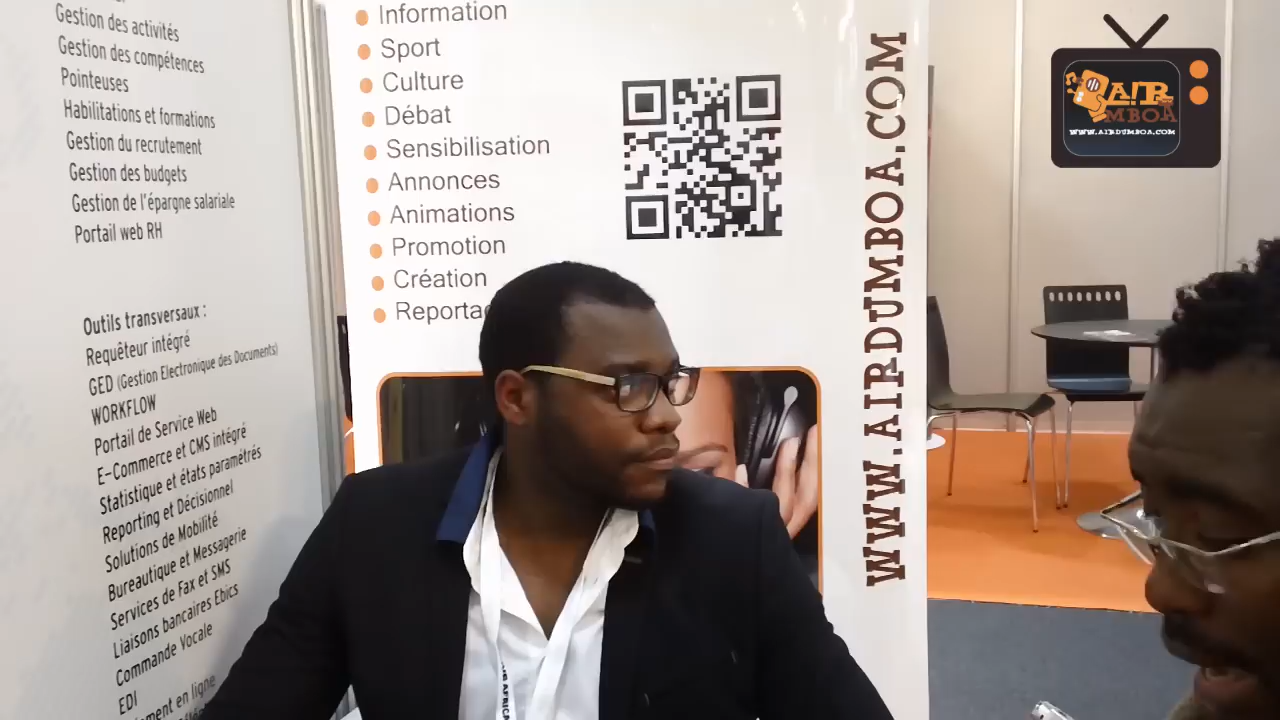 Gestion des activités
Gestion des compétences
Pointeuses
Habilitations et formations
Gestion du recrutement
Gestion des budgets
Gestion de l'épargne salariale
Portail web RH
Outils transversaux :
Requêteur intégré
GED (Gestion Electronique des Documents)
WORKFLOW
Portail de Service Web
E-Commerce et CMS intégré
Statistique et états paramétrés
Reporting et Décisionnel
Solutions de Mobilité
Bureautique et Messagerie
Services de Fax et SMS
Liaisons bancaires Ebics
Commande Vocale
EDI
en ligne
Information
Sport
Culture
Débat
Sensibilisation
Annonces
Animations
Promotion
Création
Reporta
WWW.AIRDUMBOA.COM
AIR
MBOA
WWW.AIRDUMBOA.COM
AFRICA